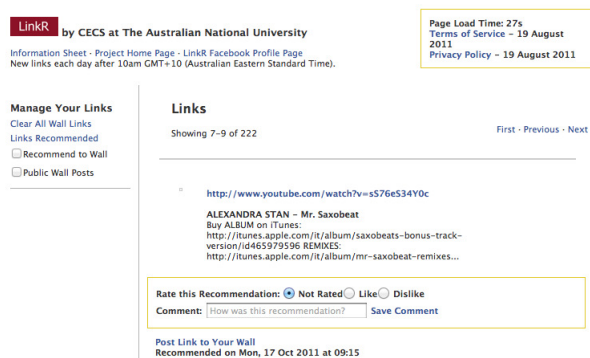 LinkR by CECS at The Australian National University
Information Sheet · Project Home Page · LinkR Facebook Profile Page
New links each day after 10am GMT+10 (Australian Eastern Standard Time).
Page Load Time: 27s
Terms of Service – 19 August
2011
Privacy Policy – 19 August 2011
Manage Your Links
Clear All Wall Links
Links Recommended
Recommend to Wall
Public Wall Posts
Links
Showing 7–9 of 222
First · Previous · Next
http://www.youtube.com/watch?v=sS76eS34Y0c
ALEXANDRA STAN – Mr. Saxobeat
Buy ALBUM on iTunes:
http://itunes.apple.com/it/album/saxobeats-bonus-track-
version/id465979596 REMIXES:
http://itunes.apple.com/it/album/mr-saxobeat-remixes...
Rate this Recommendation: Not Rated Like Dislike
Comment: How was this recommendation? Save Comment
Post Link to Your Wall
Recommended on Mon, 17 Oct 2011 at 09:15